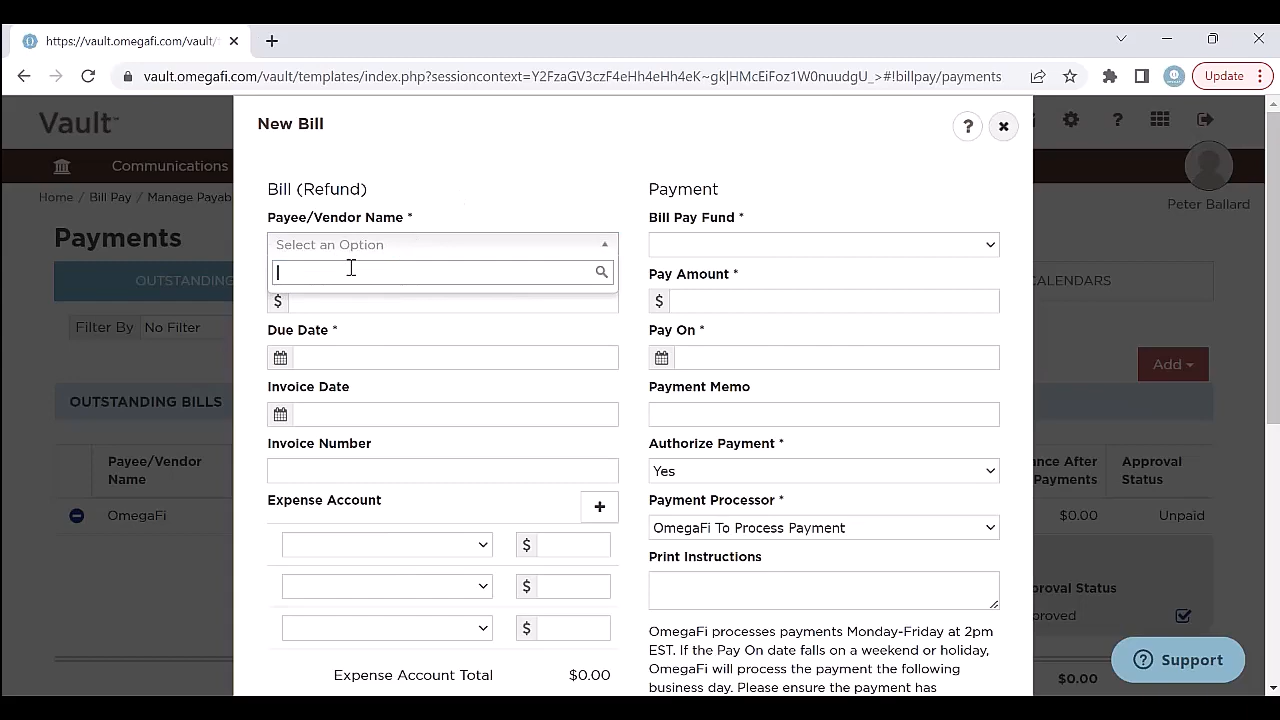 https://vault.omegafi.com/vault/
vault.omegafi.com/vault/templates/index.php?sessioncontext=Y2FzaGV3czF4eHh4eHh4eK~gk|HMcEiFoz1W0nuudgU_>#!billpay/payments
Update
Vault™
Communications
Peter Ballard
Home / Bill Pay / Manage Payab
Payments
OUTSTANDING
CALENDARS
Filter By
No Filter
Add
OUTSTANDING BILLS
Payee/Vendor
Name
nce After
Payments
Approval
Status
OmegaFi
$0.00
Unpaid
proval Status
proved
$0.00
Support
New Bill
?
Bill (Refund)
Payee/Vendor Name *
Select an Option
$
Due Date *
Invoice Date
Invoice Number
Expense Account
+
$
$
$
Expense Account Total
$0.00
Payment
Bill Pay Fund *
Pay Amount *
$
Pay On *
Payment Memo
Authorize Payment *
Yes
Payment Processor *
OmegaFi To Process Payment
Print Instructions
OmegaFi processes payments Monday-Friday at 2pm
EST. If the Pay On date falls on a weekend or holiday,
OmegaFi will process the payment the following
business day. Please ensure the payment has